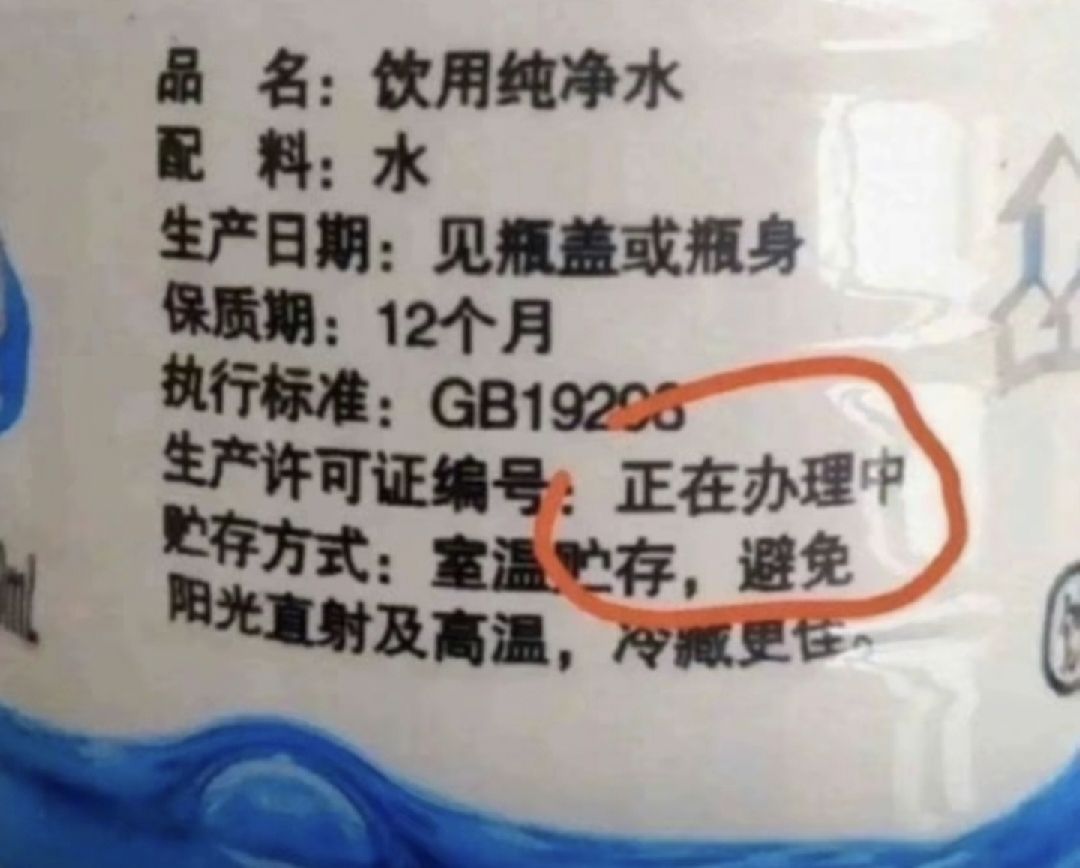 品 名：饮用纯净水
配 料：水
生产日期：见瓶盖或瓶身
保质期：12个月
执行标准：GB19298
生产许可证编号：正在办理中
贮存方式：室温贮存，避免
阳光直射及高温，冷藏更佳。